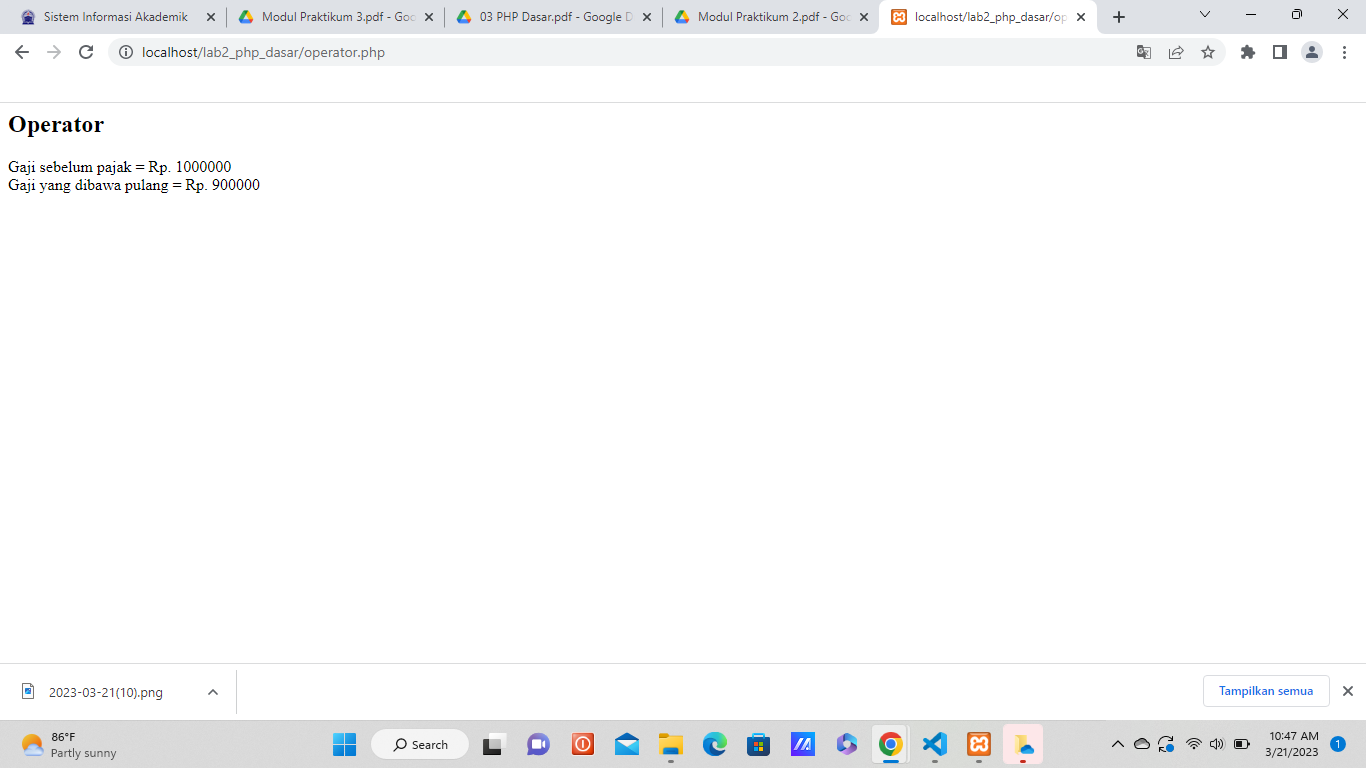 Sistem Informasi Akademik
Modul Praktikum 3.pdf - Goo
03 PHP Dasar.pdf - Google D
Modul Praktikum 2.pdf - Goo
localhost/lab2_php_dasar/op
localhost/lab2_php_dasar/operator.php
Operator
Gaji sebelum pajak = Rp. 1000000
Gaji yang dibawa pulang = Rp. 900000
2023-03-21(10).png
Tampilkan semua
86°F
Partly sunny
Search
10:47 AM
3/21/2023
1